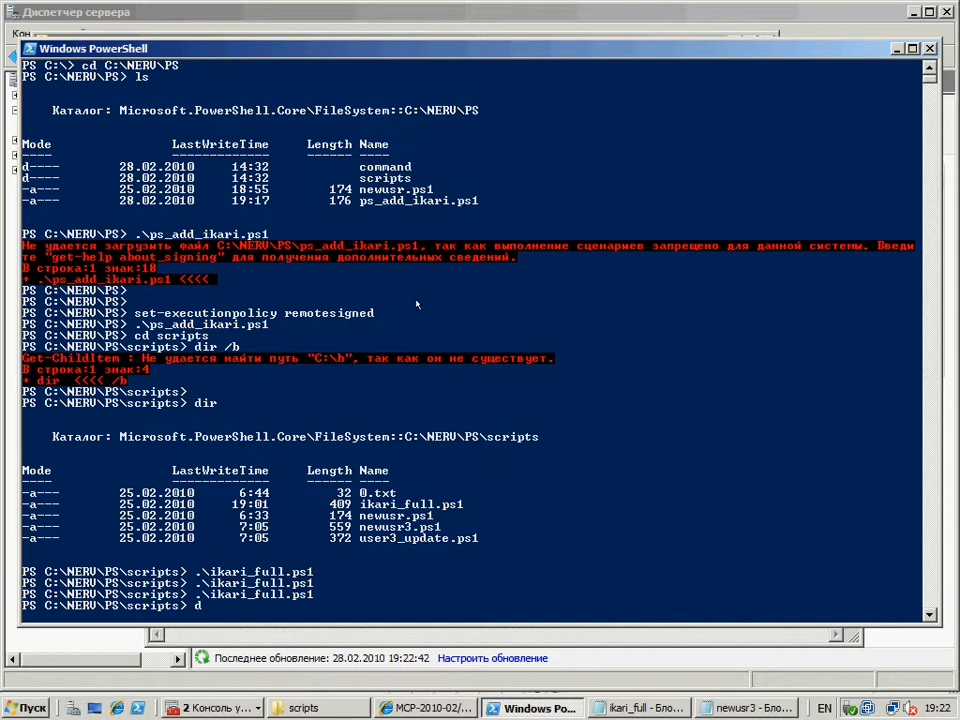 Диспетчер сервера
Кон
Windows PowerShell
PS C:\> cd C:\NERV\PS
PS C:\NERV\PS> ls
Каталог: Microsoft.PowerShell.Core\FileSystem::C:\NERV\PS
Mode LastWriteTime Length Name
---- ------------- ------ ----
d---- 28.02.2010 14:32 command
d---- 28.02.2010 14:32 scripts
-a--- 25.02.2010 18:55 174 newusr.ps1
-a--- 28.02.2010 19:17 176 ps_add_ikari.ps1
PS C:\NERV\PS> .\ps_add_ikari.ps1
Не удается загрузить файл C:\NERV\PS\ps_add_ikari.ps1, так как выполнение сценариев запрещено для данной системы. Введи
те "get-help about_signing" для получения дополнительных сведений.
В строка:1 знак:18
+ .\ps_add_ikari.ps1 <<<<
PS C:\NERV\PS>
PS C:\NERV\PS>
PS C:\NERV\PS> set-executionpolicy remotesigned
PS C:\NERV\PS> .\ps_add_ikari.ps1
PS C:\NERV\PS> cd scripts
PS C:\NERV\PS\scripts> dir /b
Get-ChildItem : Не удается найти путь "C:\b", так как он не существует.
В строка:1 знак:4
+ dir <<<< /b
PS C:\NERV\PS\scripts>
PS C:\NERV\PS\scripts> dir
Каталог: Microsoft.PowerShell.Core\FileSystem::C:\NERV\PS\scripts
Mode LastWriteTime Length Name
---- ------------- ------ ----
-a--- 25.02.2010 6:44 32 0.txt
-a--- 25.02.2010 19:01 409 ikari_full.ps1
-a--- 25.02.2010 6:33 174 newusr.ps1
-a--- 25.02.2010 7:05 559 newusr3.ps1
-a--- 25.02.2010 7:05 372 user3_update.ps1
PS C:\NERV\PS\scripts> .\ikari_full.ps1
PS C:\NERV\PS\scripts> .\ikari_full.ps1
PS C:\NERV\PS\scripts> .\ikari_full.ps1
PS C:\NERV\PS\scripts> d
Последнее обновление: 28.02.2010 19:22:42 Настроить обновление
Пуск 2 Консоль у... scripts MCP-2010-02/... Windows Po... ikari_full - Бло... newusr3 - Бло... EN 19:22